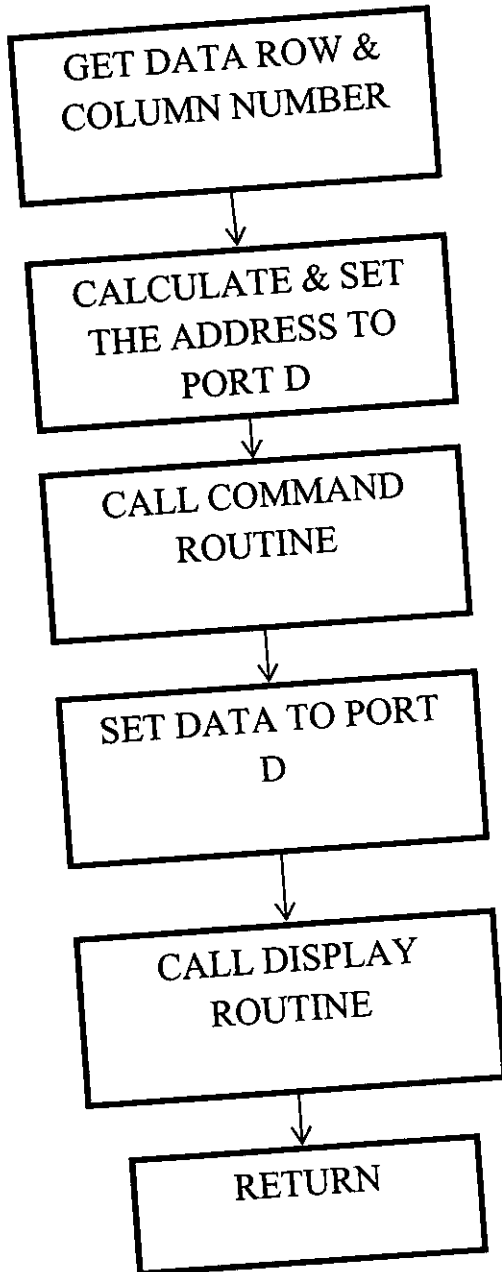 GET DATA ROW &
COLUMN NUMBER
CALCULATE & SET
THE ADDRESS TO
PORT D
CALL COMMAND
ROUTINE
SET DATA TO PORT
D
CALL DISPLAY
ROUTINE
RETURN